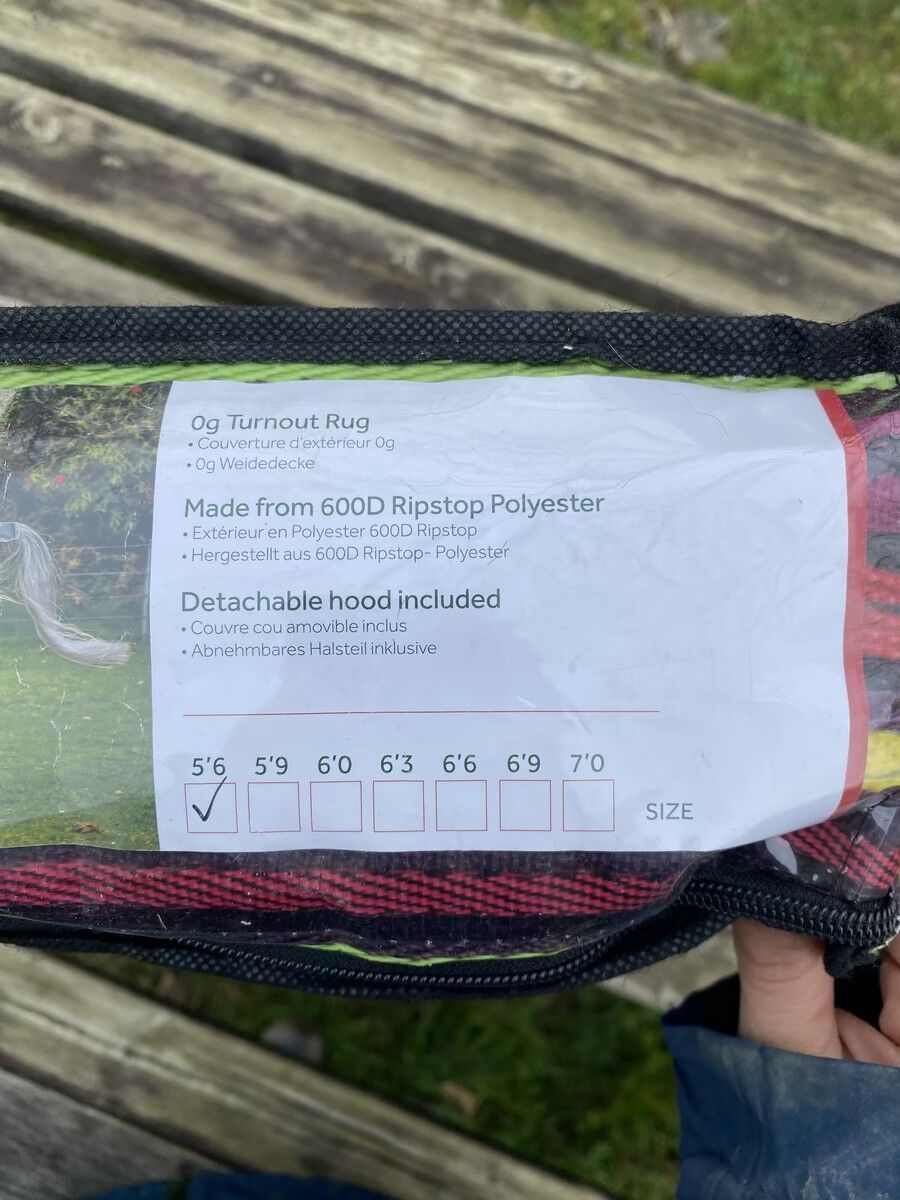 0g Turnout Rug
• Couverture d'extérieur 0g
• 0g Weidedecke
Made from 600D Ripstop Polyester
• Extérieur en Polyester 600D Ripstop
• Hergestellt aus 600D Ripstop- Polyester
Detachable hood included
• Couvre cou amovible inclus
• Abnehmbares Halsteil inklusive
5'6 5'9 6'0 6'3 6'6 6'9 7'0
SIZE